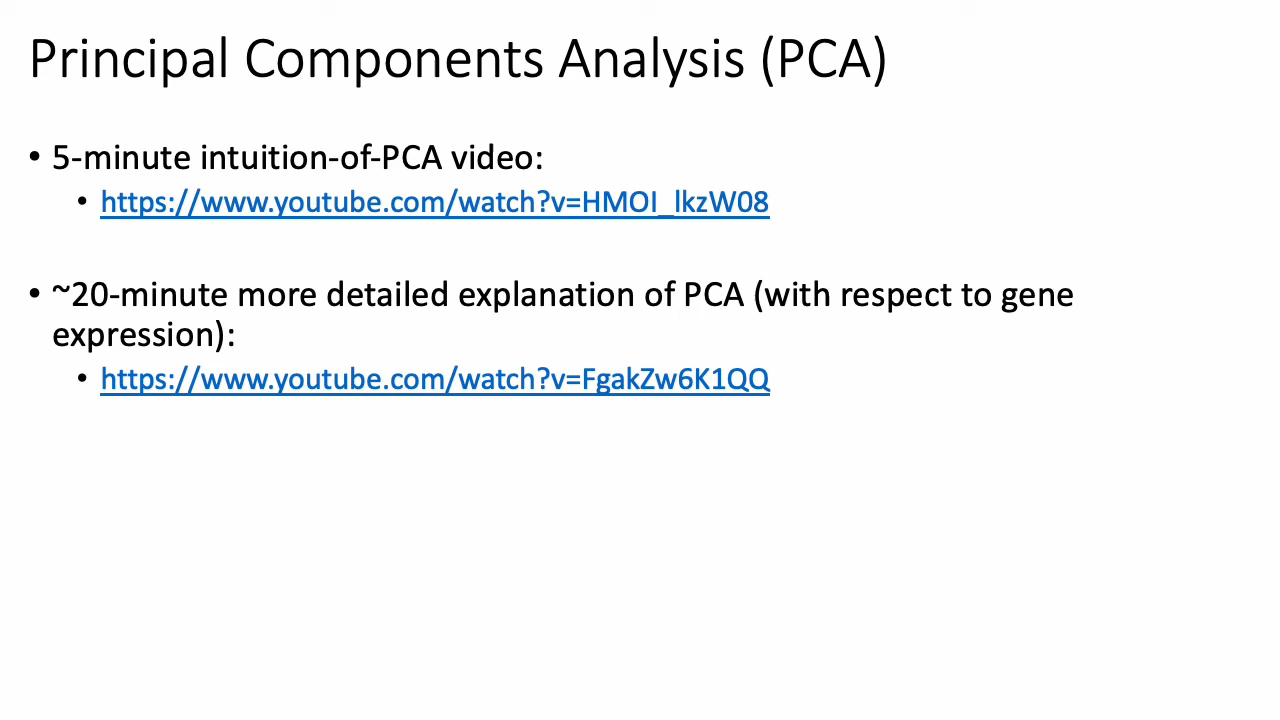 Principal Components Analysis (PCA)
• 5-minute intuition-of-PCA video:
• https://www.youtube.com/watch?v=HMOI_lkzW08
• ~20-minute more detailed explanation of PCA (with respect to gene
expression):
• https://www.youtube.com/watch?v=FgakZw6K1QQ